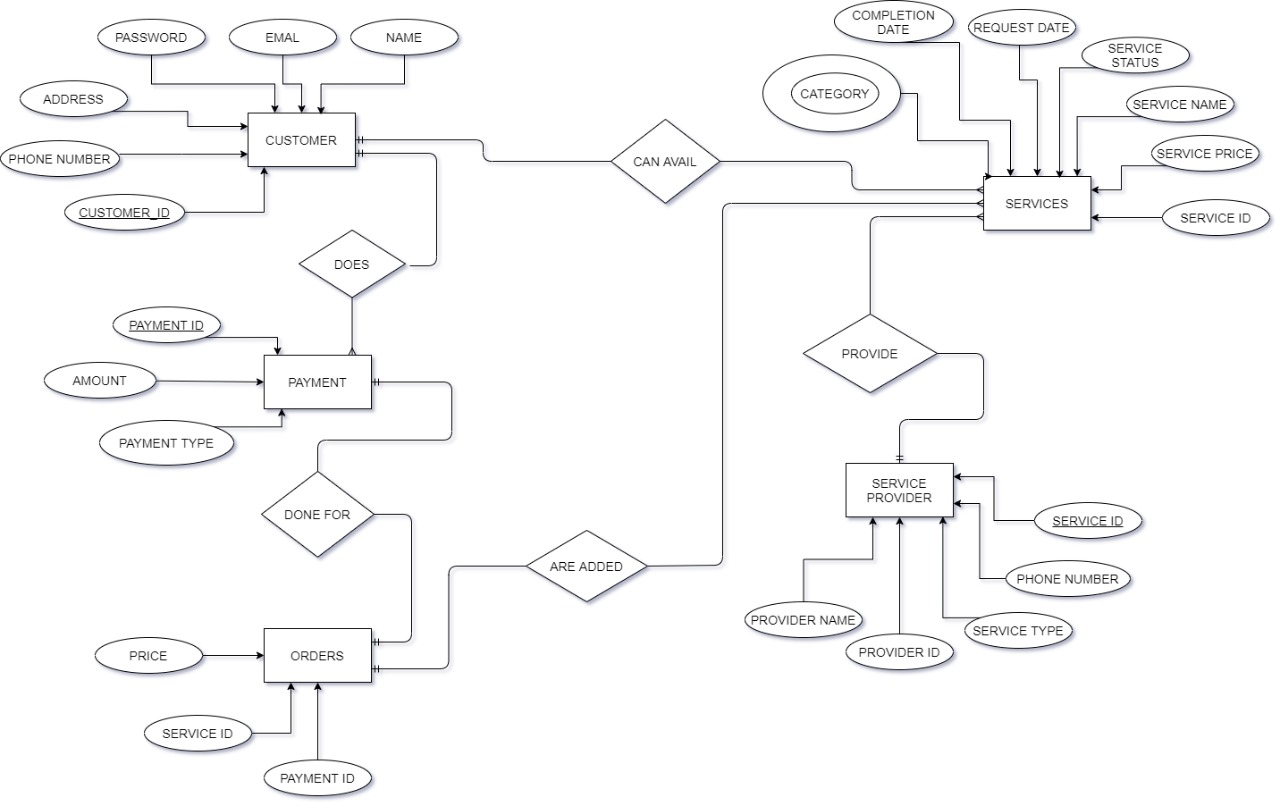 COMPLETION
DATE
REQUEST DATE
PASSWORD
EMAL
NAME
SERVICE
STATUS
ADDRESS
CATEGORY
SERVICE NAME
CUSTOMER
PHONE NUMBER
CAN AVAIL
SERVICE PRICE
CUSTOMER_ID
SERVICES
SERVICE ID
DOES
PAYMENT ID
PROVIDE
AMOUNT
PAYMENT
PAYMENT TYPE
SERVICE
PROVIDER
DONE FOR
SERVICE ID
ARE ADDED
PHONE NUMBER
PROVIDER NAME
SERVICE TYPE
PROVIDER ID
PRICE
ORDERS
SERVICE ID
PAYMENT ID